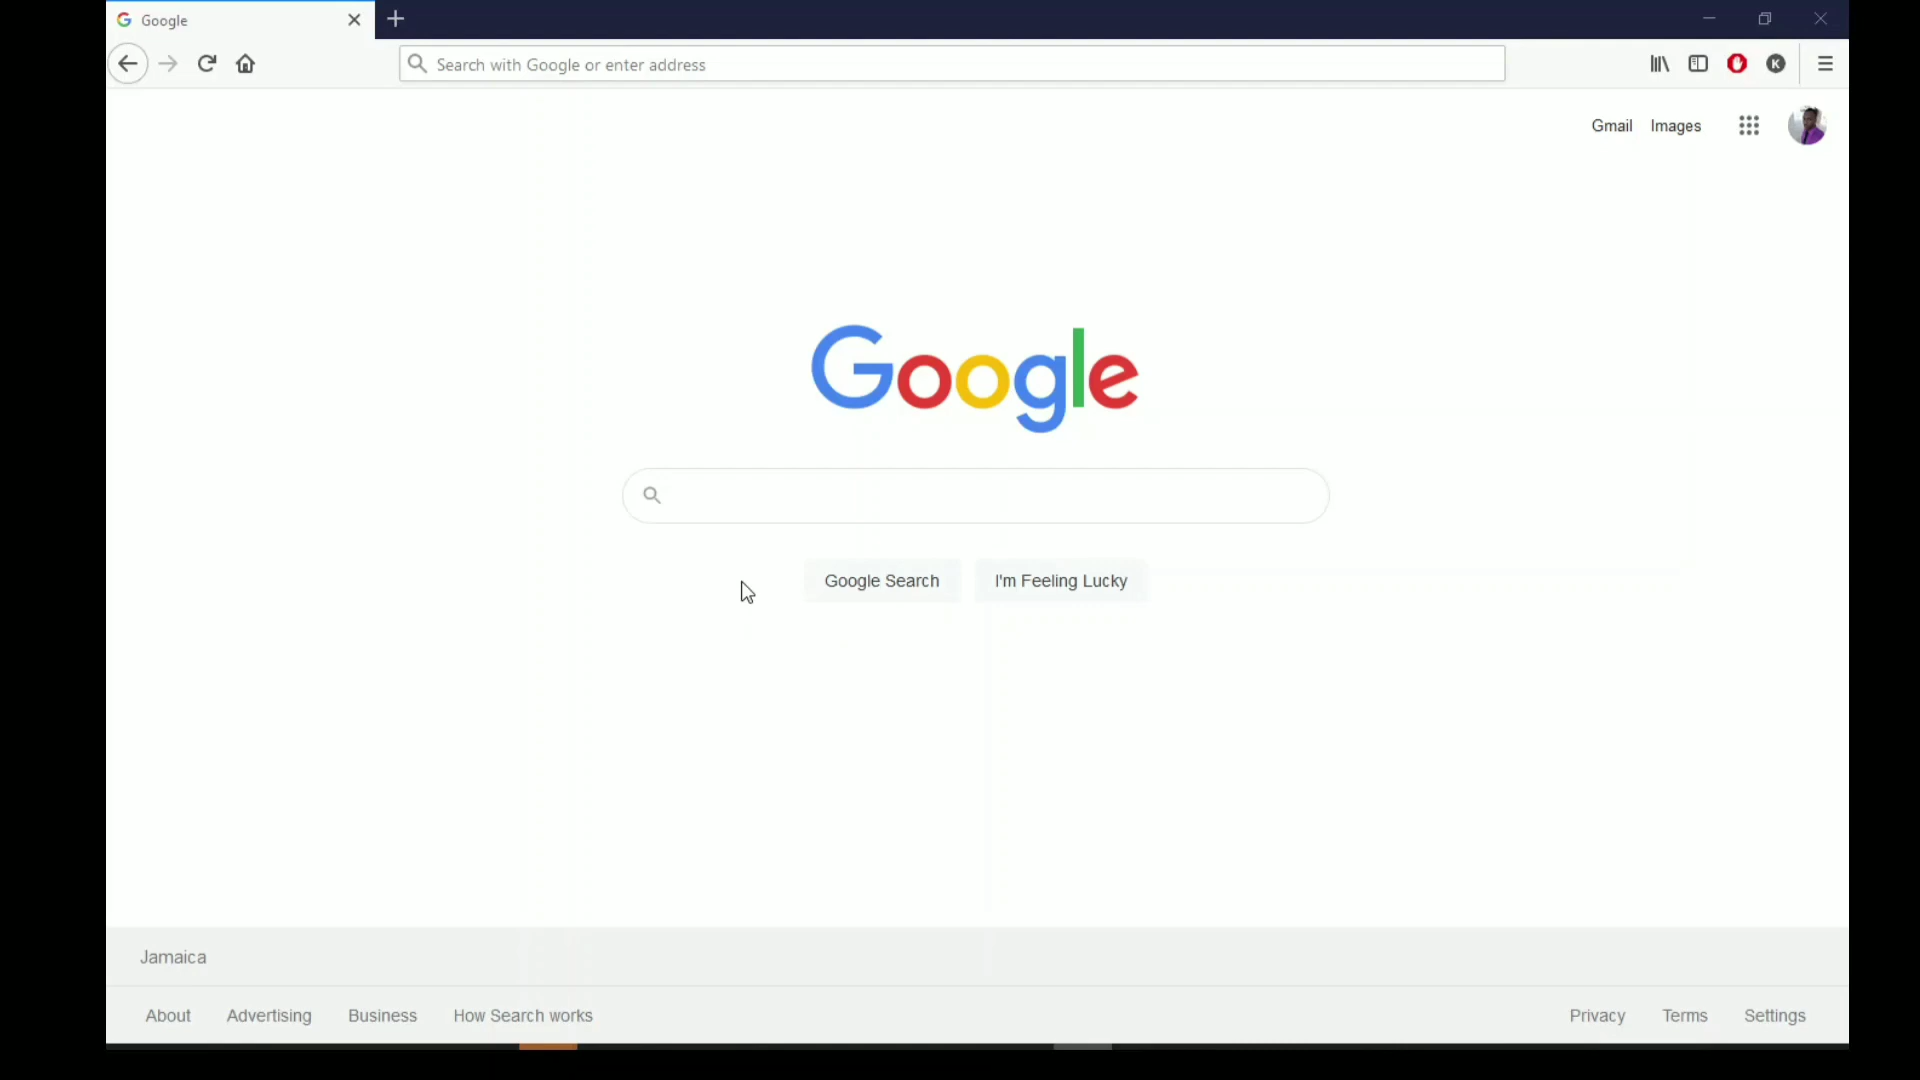 Google
Search with Google or enter address
K
Gmail Images
Google
Google Search I'm Feeling Lucky
Jamaica
About Advertising Business How Search works Privacy Terms Settings